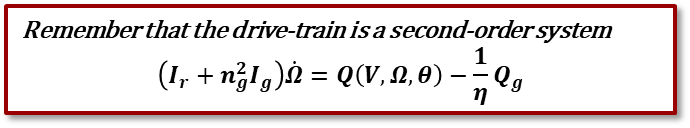 Remember that the drive-train is a second-order system
(I_r + n_g^2 I_g) Ω̇ = Q(V, Ω, θ) − 1/η Q_g